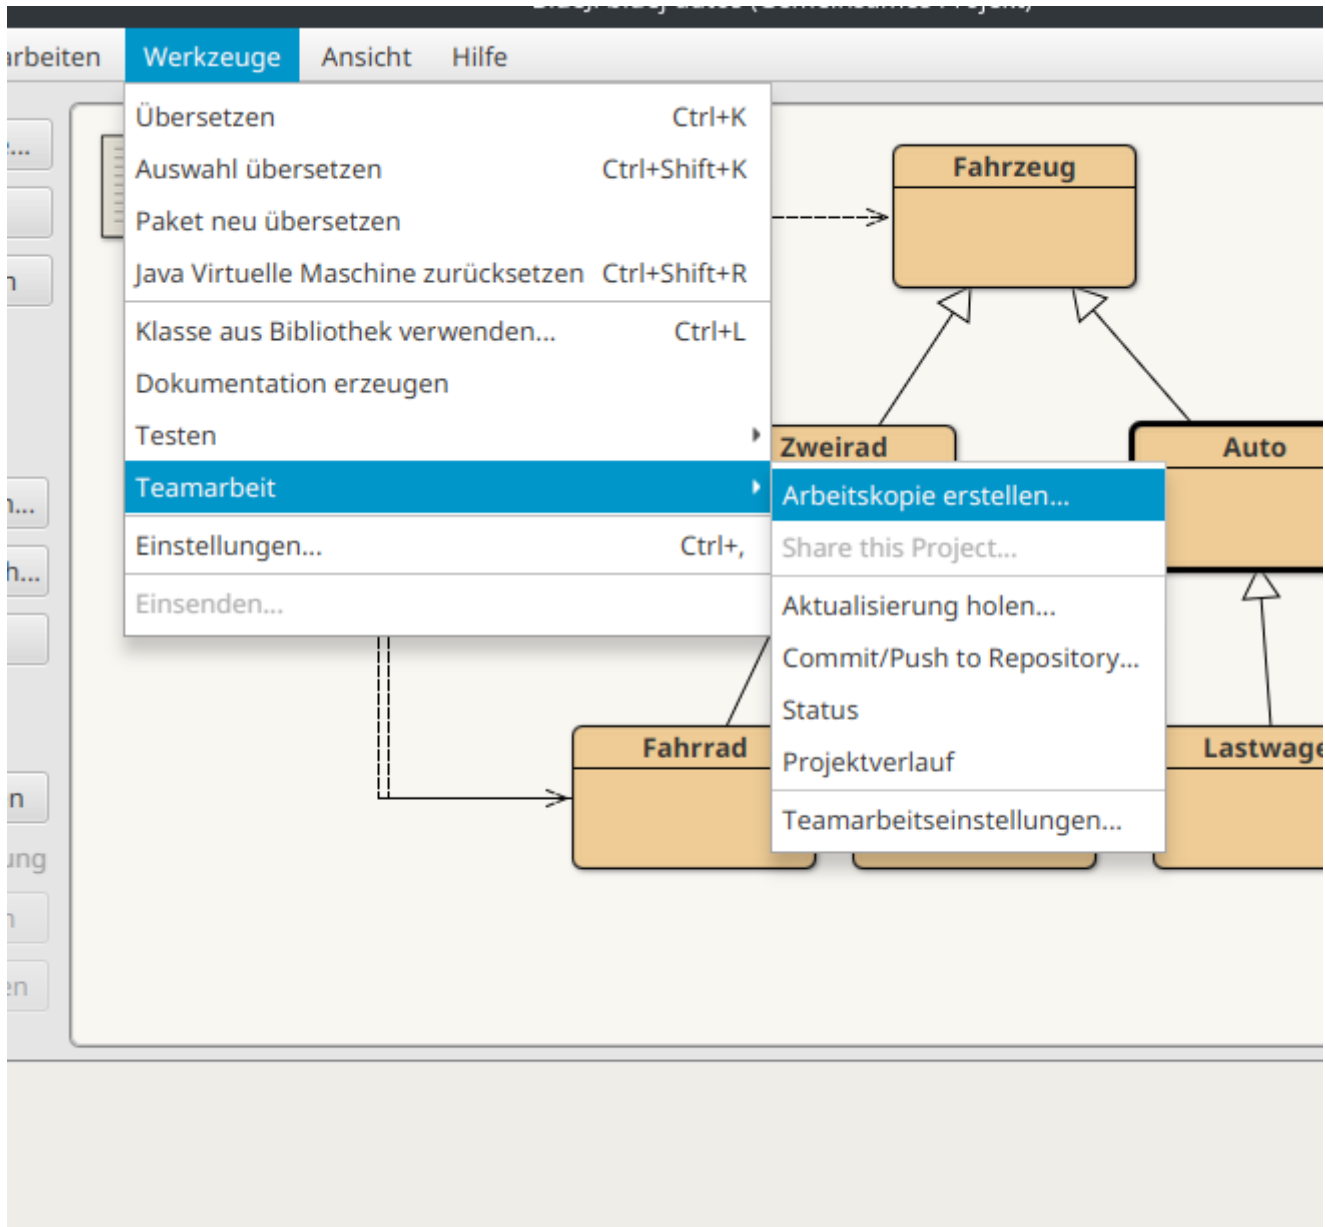 Werkzeuge Ansicht Hilfe
Übersetzen Ctrl+K
Auswahl übersetzen Ctrl+Shift+K
Paket neu übersetzen
Java Virtuelle Maschine zurücksetzen Ctrl+Shift+R
Klasse aus Bibliothek verwenden... Ctrl+L
Dokumentation erzeugen
Testen
Teamarbeit
Einstellungen... Ctrl+,
Einsenden...
Arbeitskopie erstellen...
Share this Project...
Aktualisierung holen...
Commit/Push to Repository...
Status
Projektverlauf
Teamarbeitseinstellungen...
Fahrzeug
Zweirad
Auto
Fahrrad